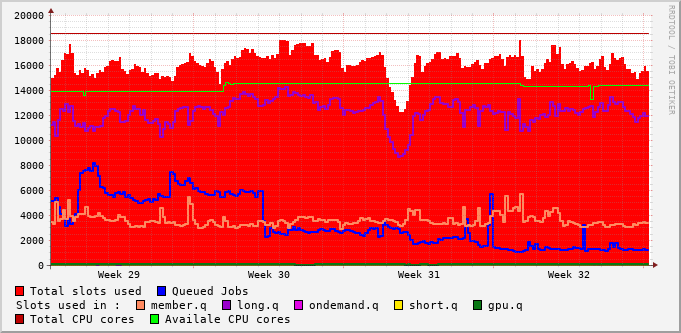 20000
18000
16000
14000
12000
10000
8000
6000
4000
2000
0
Week 29 Week 30 Week 31 Week 32
Total slots used Queued Jobs
Slots used in : member.q long.q ondemand.q short.q gpu.q
Total CPU cores Availale CPU cores
RRDTOOL / TOBI OETIKER